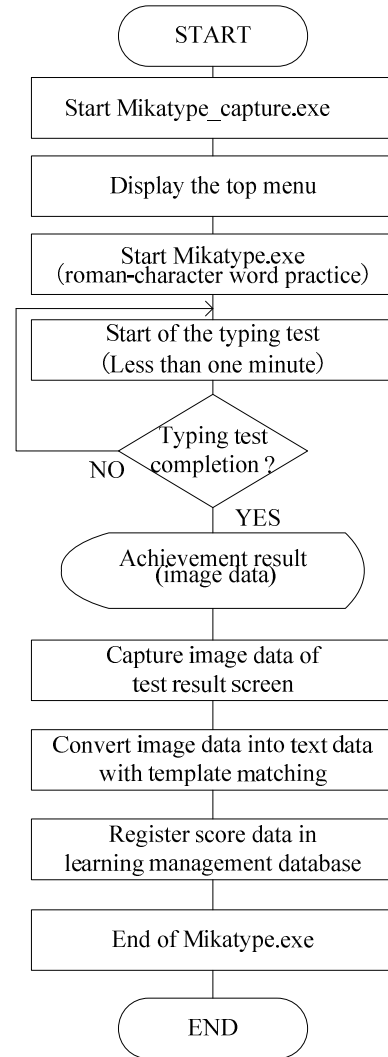 START
Start Mikatype_capture.exe
Display the top menu
Start Mikatype.exe
(roman-character word practice)
Start of the typing test
(Less than one minute)
Typing test
completion ?
NO
YES
Achievement result
(image data)
Capture image data of
test result screen
Convert image data into text data
with template matching
Register score data in
learning management database
End of Mikatype.exe
END